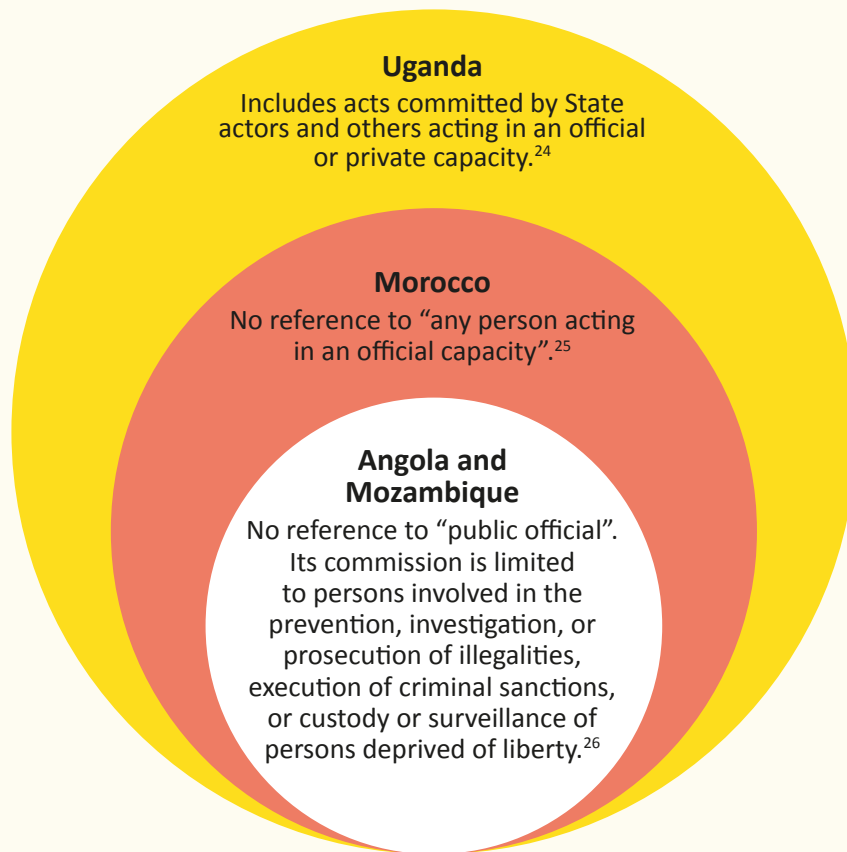 Uganda
Includes acts committed by State
actors and others acting in an official
or private capacity.24
Morocco
No reference to “any person acting
in an official capacity”.25
Angola and
Mozambique
No reference to “public official”.
Its commission is limited
to persons involved in the
prevention, investigation, or
prosecution of illegalities,
execution of criminal sanctions,
or custody or surveillance of
persons deprived of liberty.26